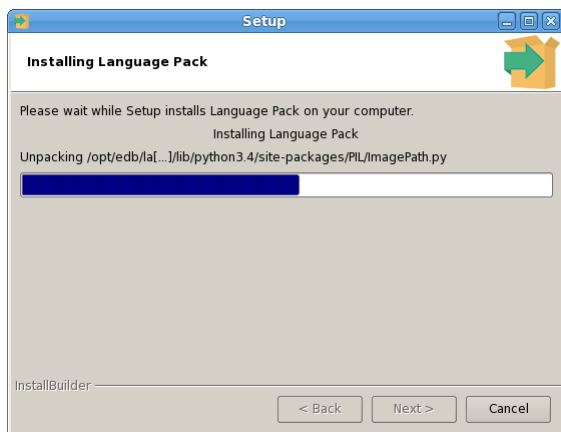 Setup
Installing Language Pack
Please wait while Setup installs Language Pack on your computer.
Installing Language Pack
Unpacking /opt/edb/la[...]/lib/python3.4/site-packages/PIL/ImagePath.py
InstallBuilder
< Back Next > Cancel